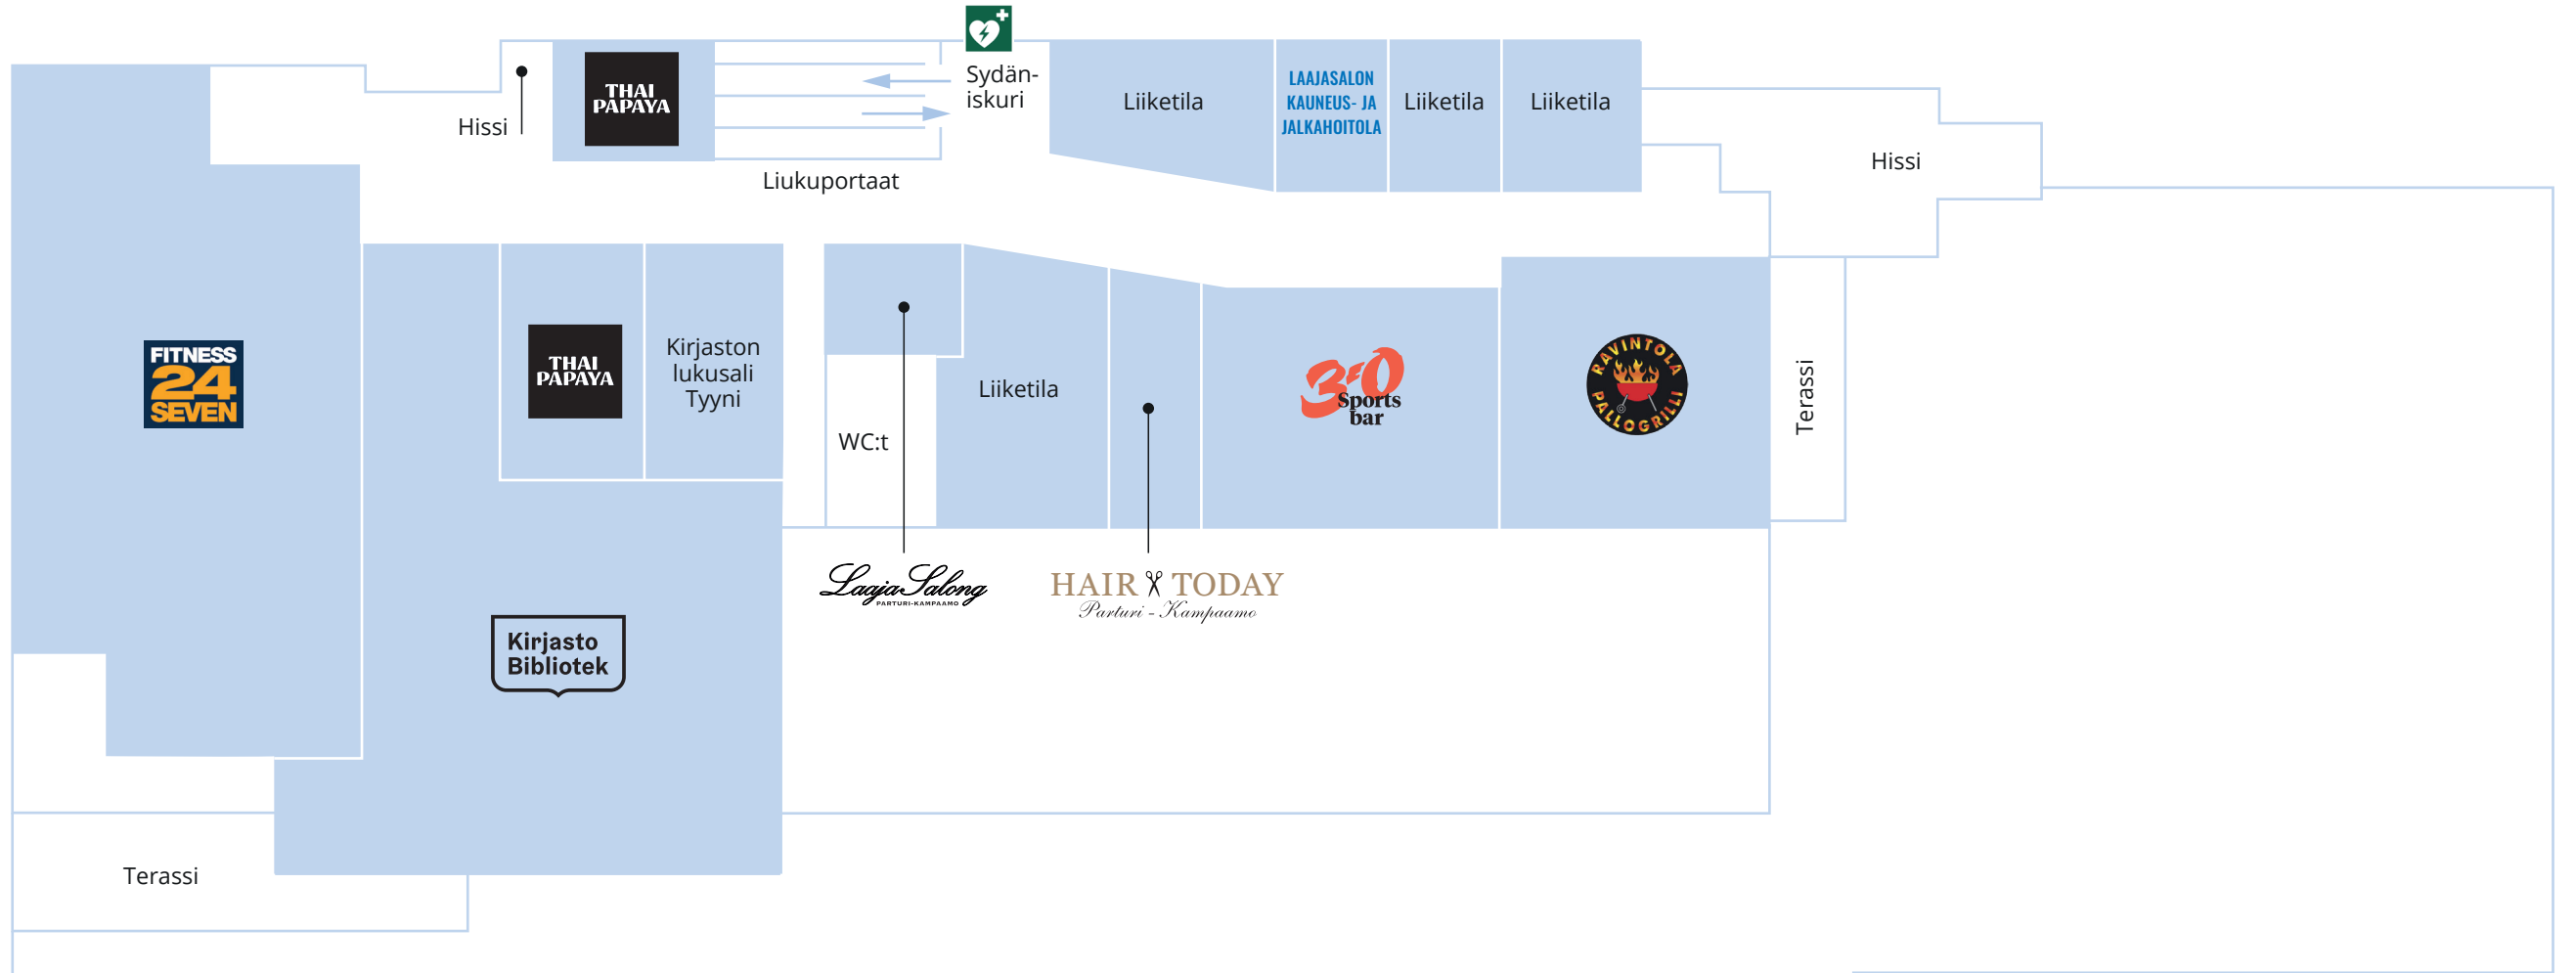 Sydän-
iskuri
THAI
PAPAYA
Hissi
Liukuportaat
Liiketila
LAAJASALON
KAUNEUS- JA
JALKAHOITOLA
Liiketila
Liiketila
Hissi
FITNESS
24
SEVEN
THAI
PAPAYA
Kirjaston
lukusali
Tyyni
WC:t
Liiketila
3-0
Sports
bar
RAVINTOLA
PALLOGRILLI
Terassi
Laaja Salong
PARTURI-KAMPAAMO
HAIR TODAY
Parturi - Kampaamo
Kirjasto
Bibliotek
Terassi